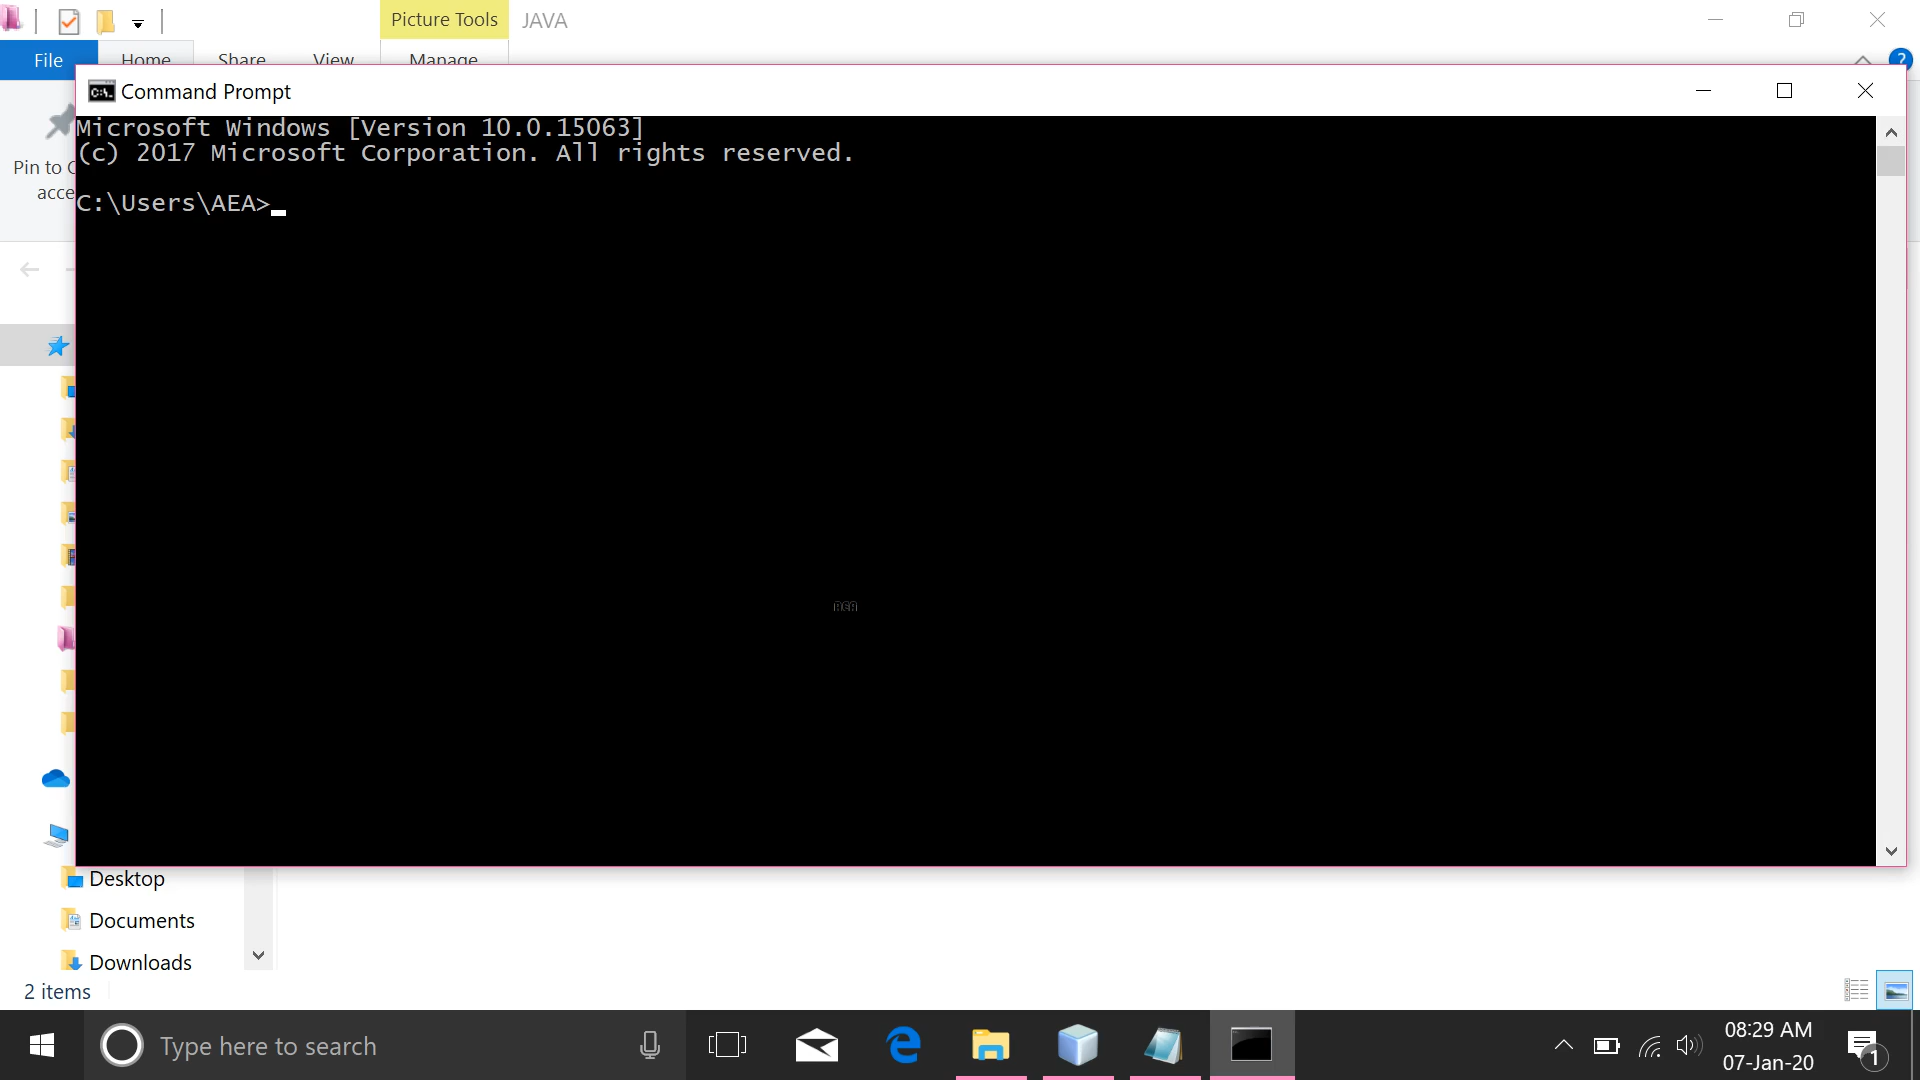 Picture Tools
JAVA
File
Home
Share
View
Manage
?
C:\.
Command Prompt
Microsoft Windows [Version 10.0.15063]
(c) 2017 Microsoft Corporation. All rights reserved.
Pin to
C:\Users\AEA>
Desktop
Documents
Downloads
2 items
Type here to search
08:29 AM
07-Jan-20
1